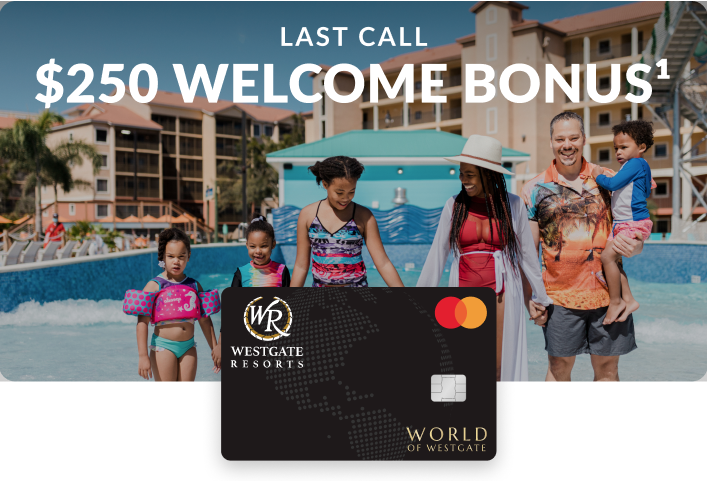 LAST CALL
$250 WELCOME BONUS¹
WR
WESTGATE
RESORTS
WORLD
OF WESTGATE